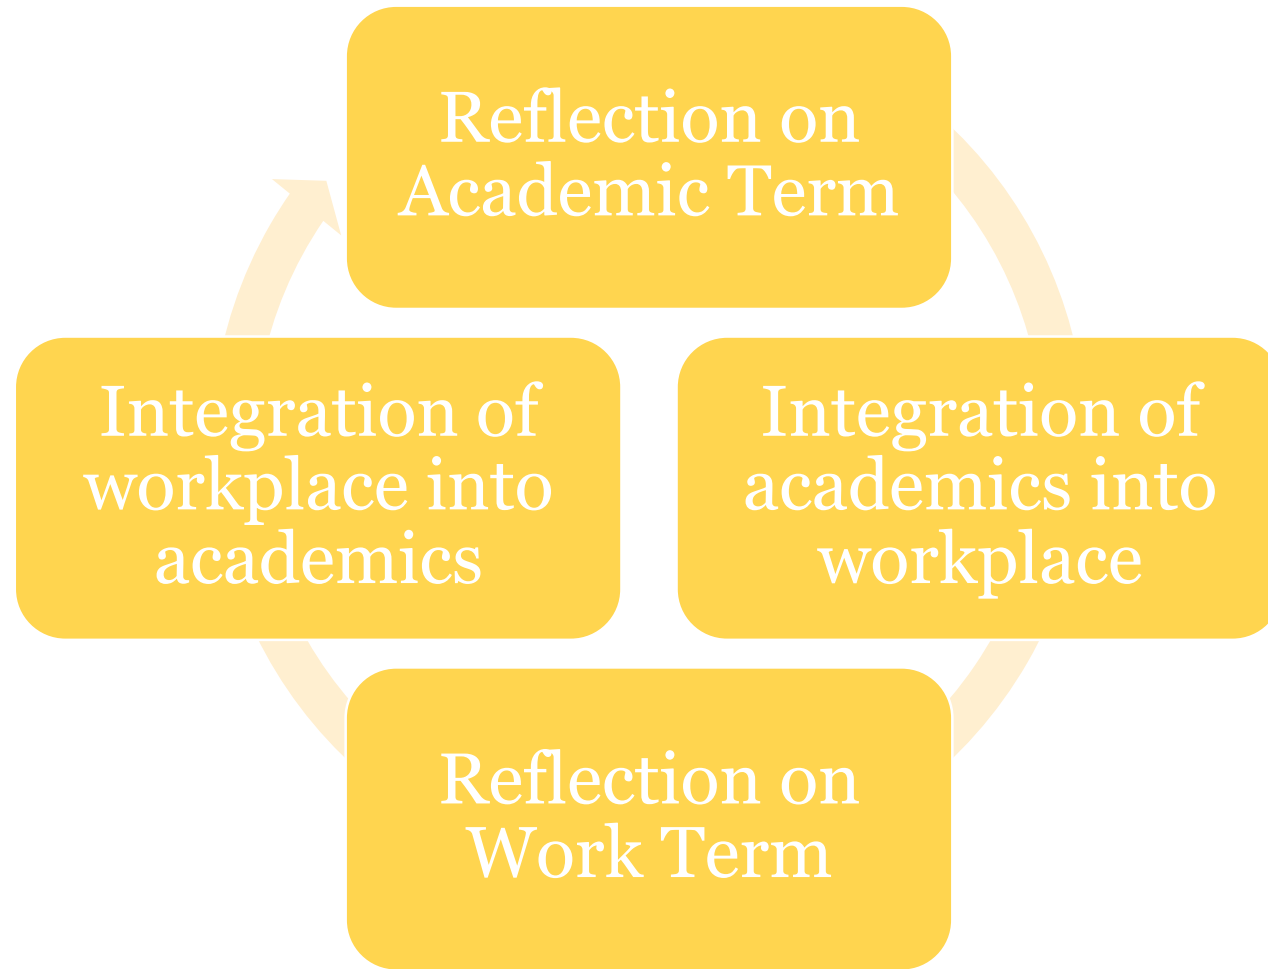 Reflection on
Academic Term
Integration of
workplace into
academics
Integration of
academics into
workplace
Reflection on
Work Term